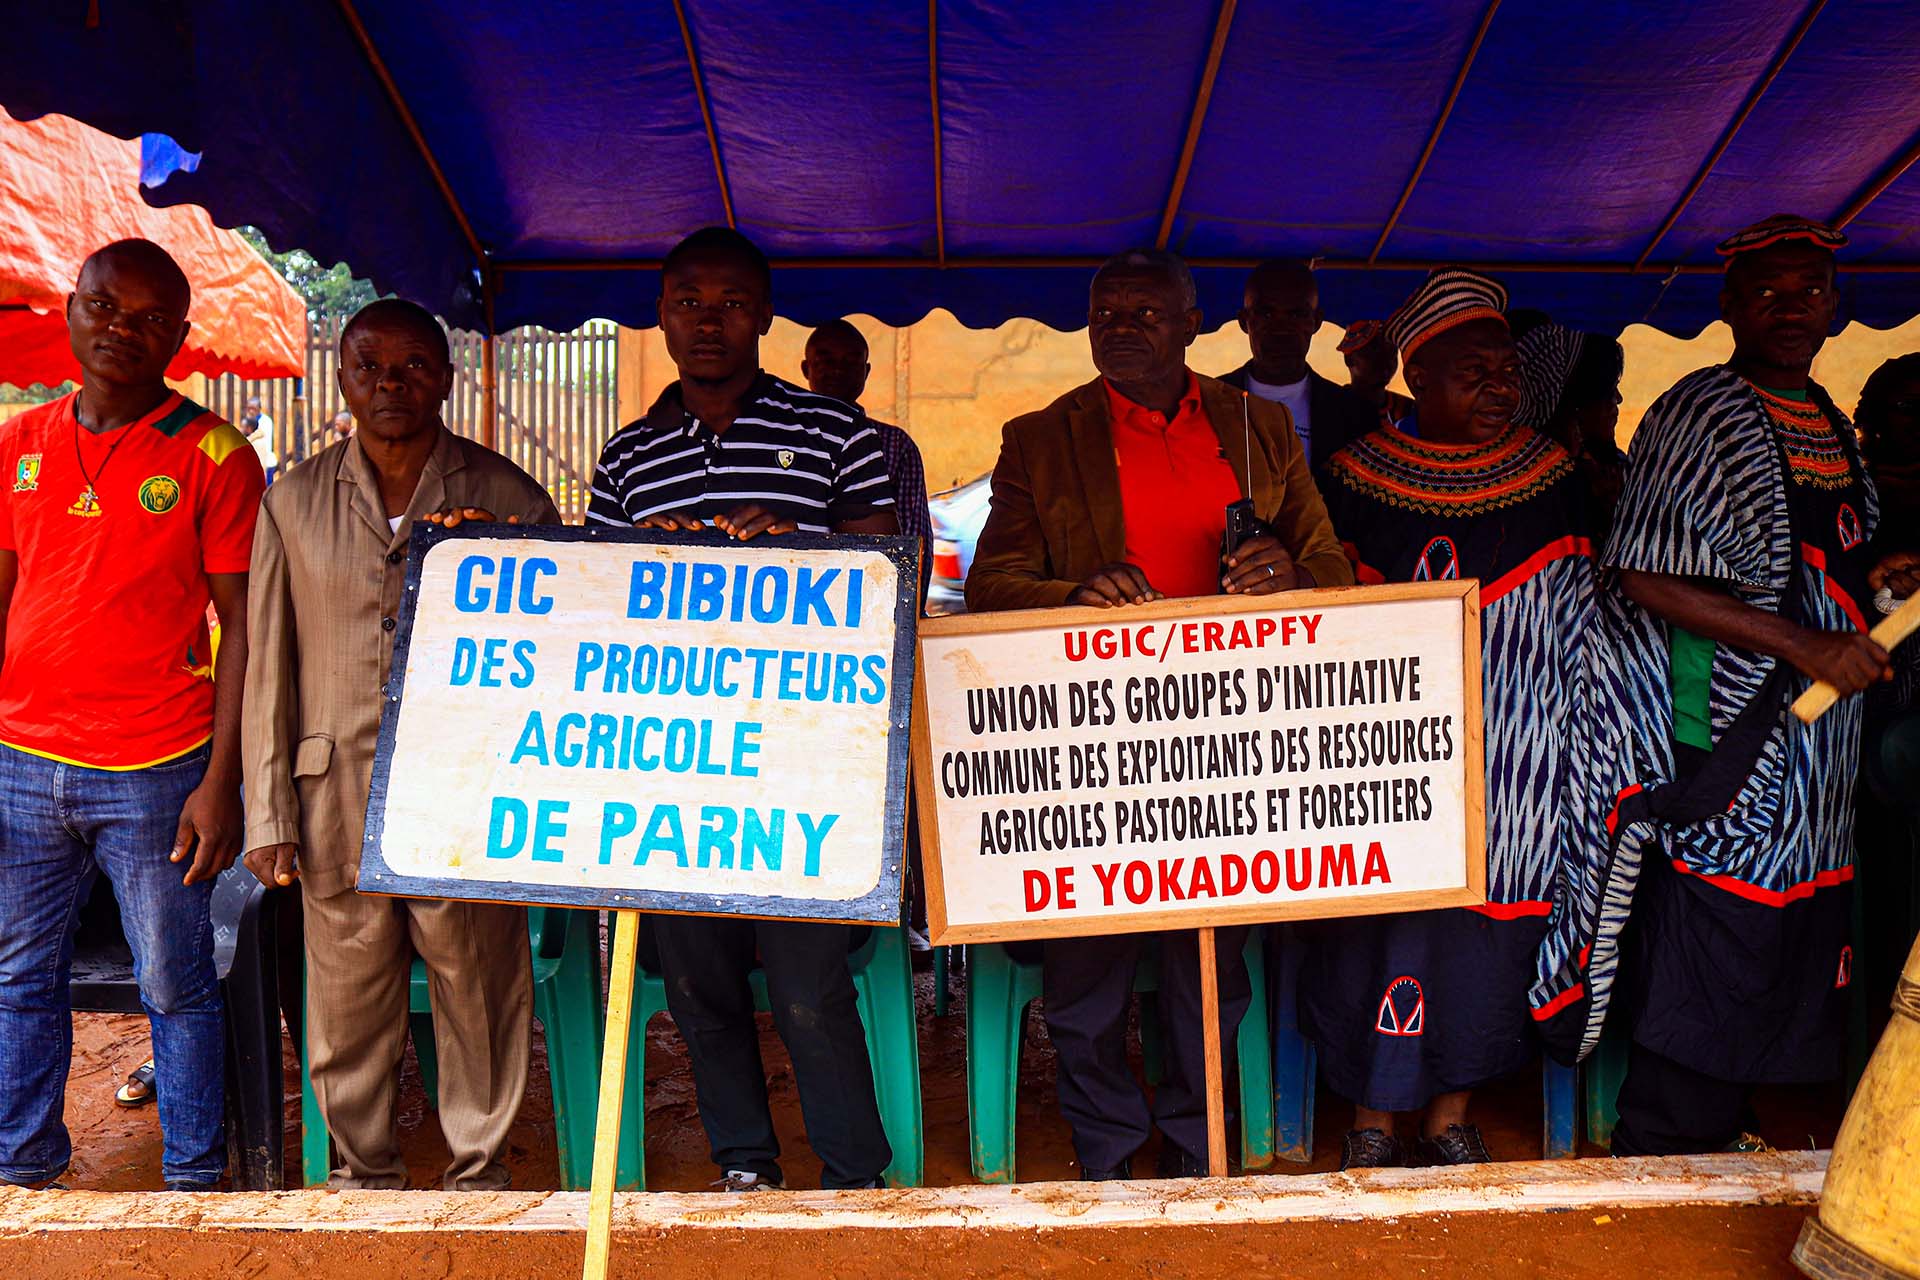 GIC BIBIOKI
DES PRODUCTEURS
AGRICOLE
DE PARNY
UGIC/ERAPFY
UNION DES GROUPES D'INITIATIVE
COMMUNE DES EXPLOITANTS DES RESSOURCES
AGRICOLES PASTORALES ET FORESTIERS
DE YOKADOUMA